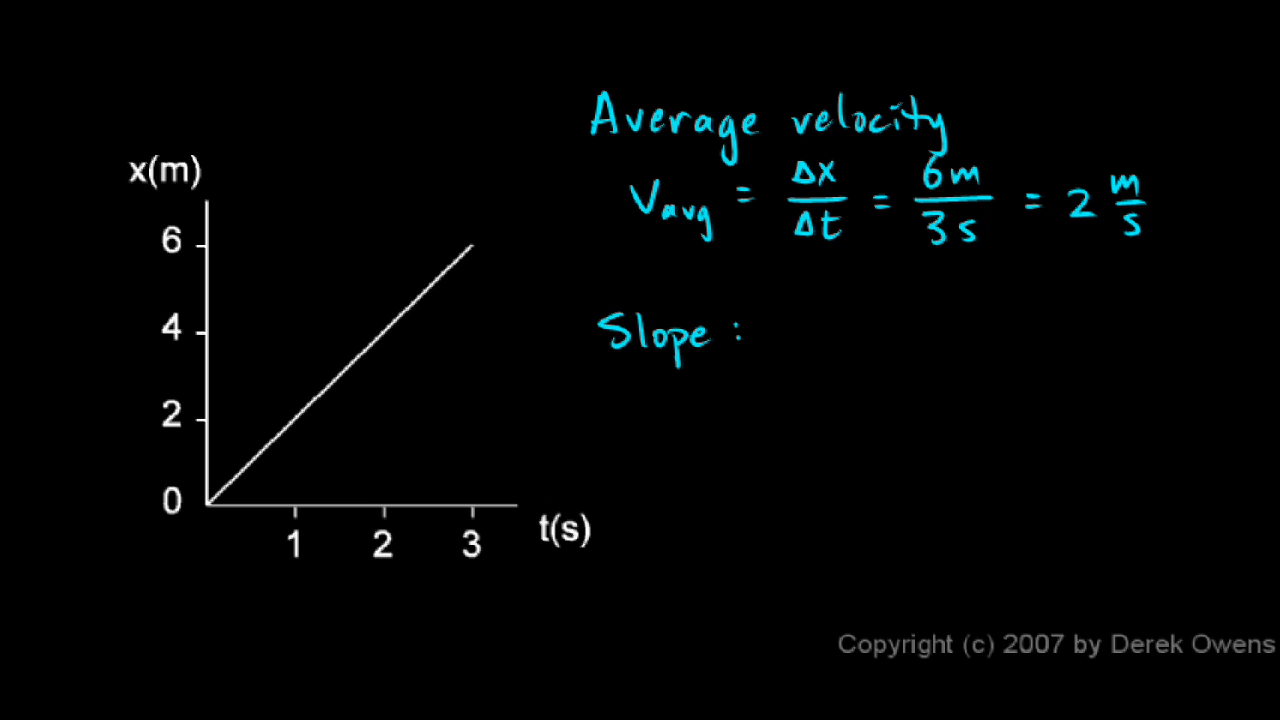 Average velocity
Vavg = Δx/Δt = 6m/3s = 2 m/s
Slope :
x(m)
6
4
2
0
1 2 3
t(s)
Copyright (c) 2007 by Derek Owens